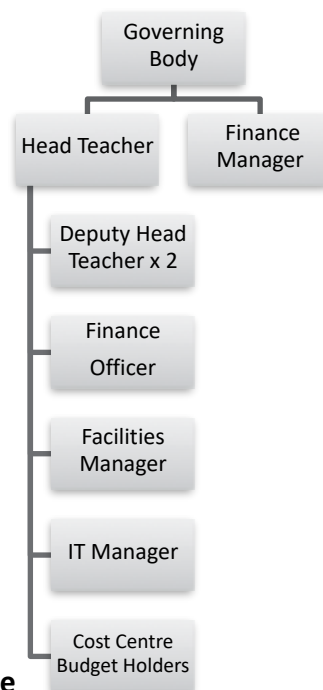 Governing
Body
Head Teacher
Finance
Manager
Deputy Head
Teacher x 2
Finance
Officer
Facilities
Manager
IT Manager
Cost Centre
Budget Holders
e